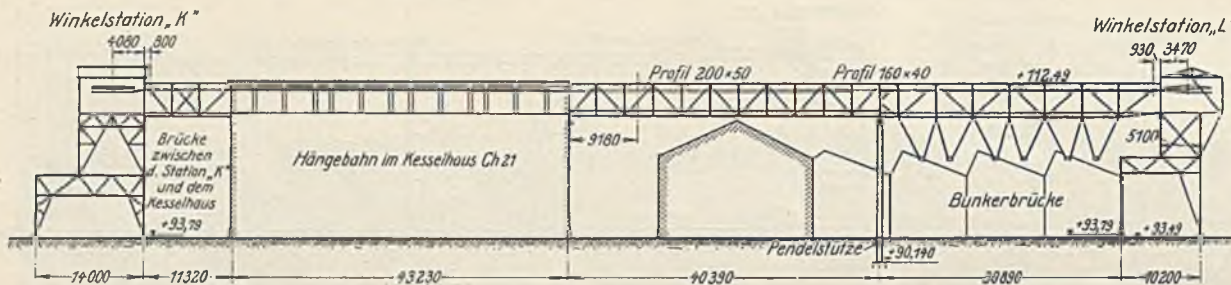 Winkelstation „K"
Winkelstation „L
4080 800
930 3470
Profil 200×50
Profil 160×40
+112,49
Brücke
zwischen
d. Station „K"
und dem
Kesselhaus
+93,79
Hängebahn im Kesselhaus Ch 21
9180
5100
Bunkerbrücke
+93,79
+93,49
Pendelstütze
+90,140
14000
11320
43230
40390
30890
10200